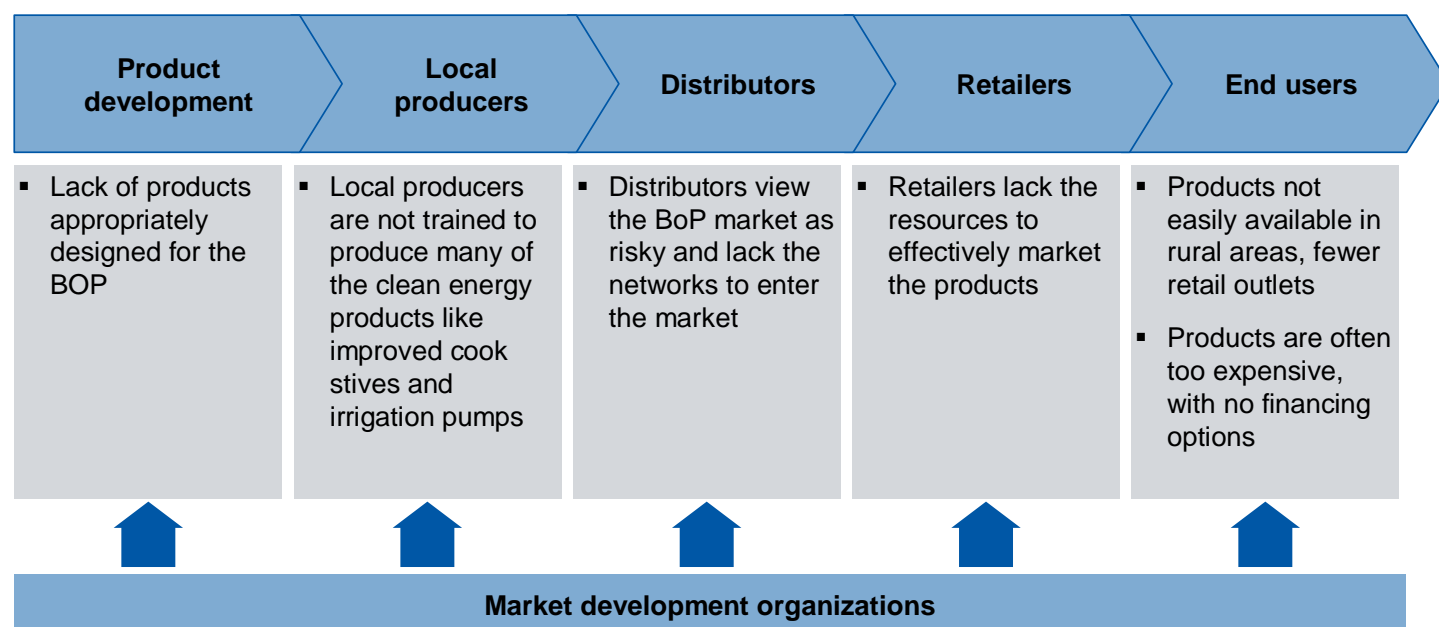 Product
development
Local
producers
Distributors
Retailers
End users
▪ Lack of products
appropriately
designed for the
BOP
▪ Local producers
are not trained to
produce many of
the clean energy
products like
improved cook
stives and
irrigation pumps
▪ Distributors view
the BoP market as
risky and lack the
networks to enter
the market
▪ Retailers lack the
resources to
effectively market
the products
▪ Products not
easily available in
rural areas, fewer
retail outlets
▪ Products are often
too expensive,
with no financing
options
Market development organizations